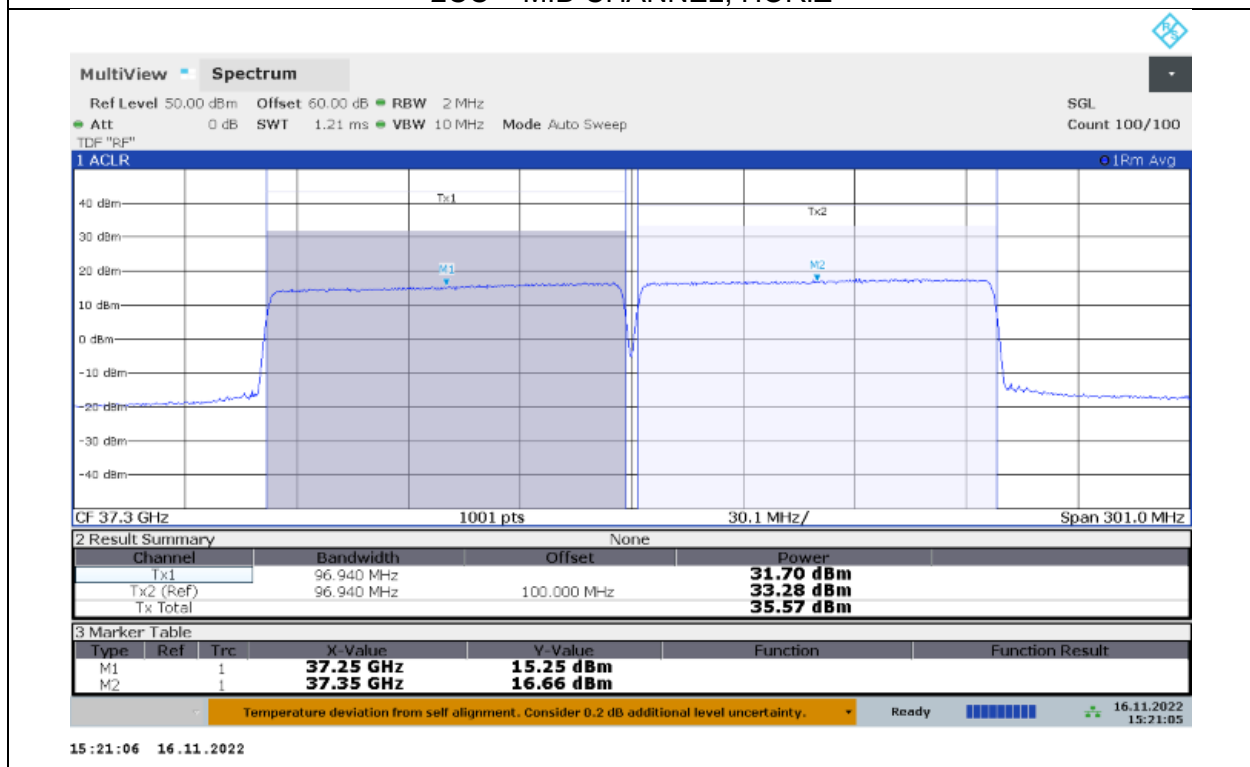 MultiView Spectrum
Ref Level 50.00 dBm Offset 60.00 dB RBW 2 MHz SGL
Att 0 dB SWT 1.21 ms VBW 10 MHz Mode Auto Sweep Count 100/100
TDF "RF"
1 ACLR 1Rm Avg
40 dBm
Tx1
Tx2
30 dBm
20 dBm
M1
M2
10 dBm
0 dBm
-10 dBm
-20 dBm
-30 dBm
-40 dBm
CF 37.3 GHz 1001 pts 30.1 MHz/ Span 301.0 MHz
2 Result Summary None
Channel Bandwidth Offset Power
Tx1 96.940 MHz 31.70 dBm
Tx2 (Ref) 96.940 MHz 100.000 MHz 33.28 dBm
Tx Total 35.57 dBm
3 Marker Table
Type Ref Trc X-Value Y-Value Function Function Result
M1 1 37.25 GHz 15.25 dBm
M2 1 37.35 GHz 16.66 dBm
Temperature deviation from self alignment. Consider 0.2 dB additional level uncertainty. Ready 16.11.2022
15:21:05
15:21:06 16.11.2022